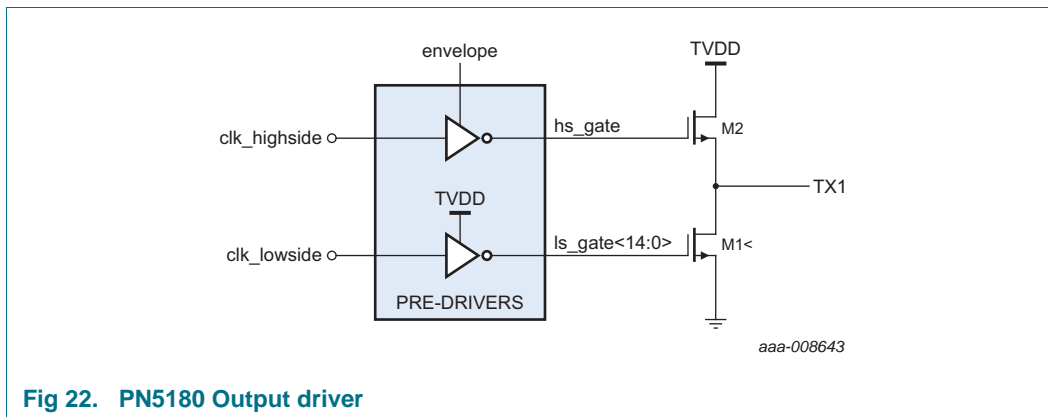 envelope
TVDD
clk_highside
hs_gate
M2
TVDD
TX1
clk_lowside
ls_gate<14:0>
M1<
PRE-DRIVERS
aaa-008643
Fig 22. PN5180 Output driver